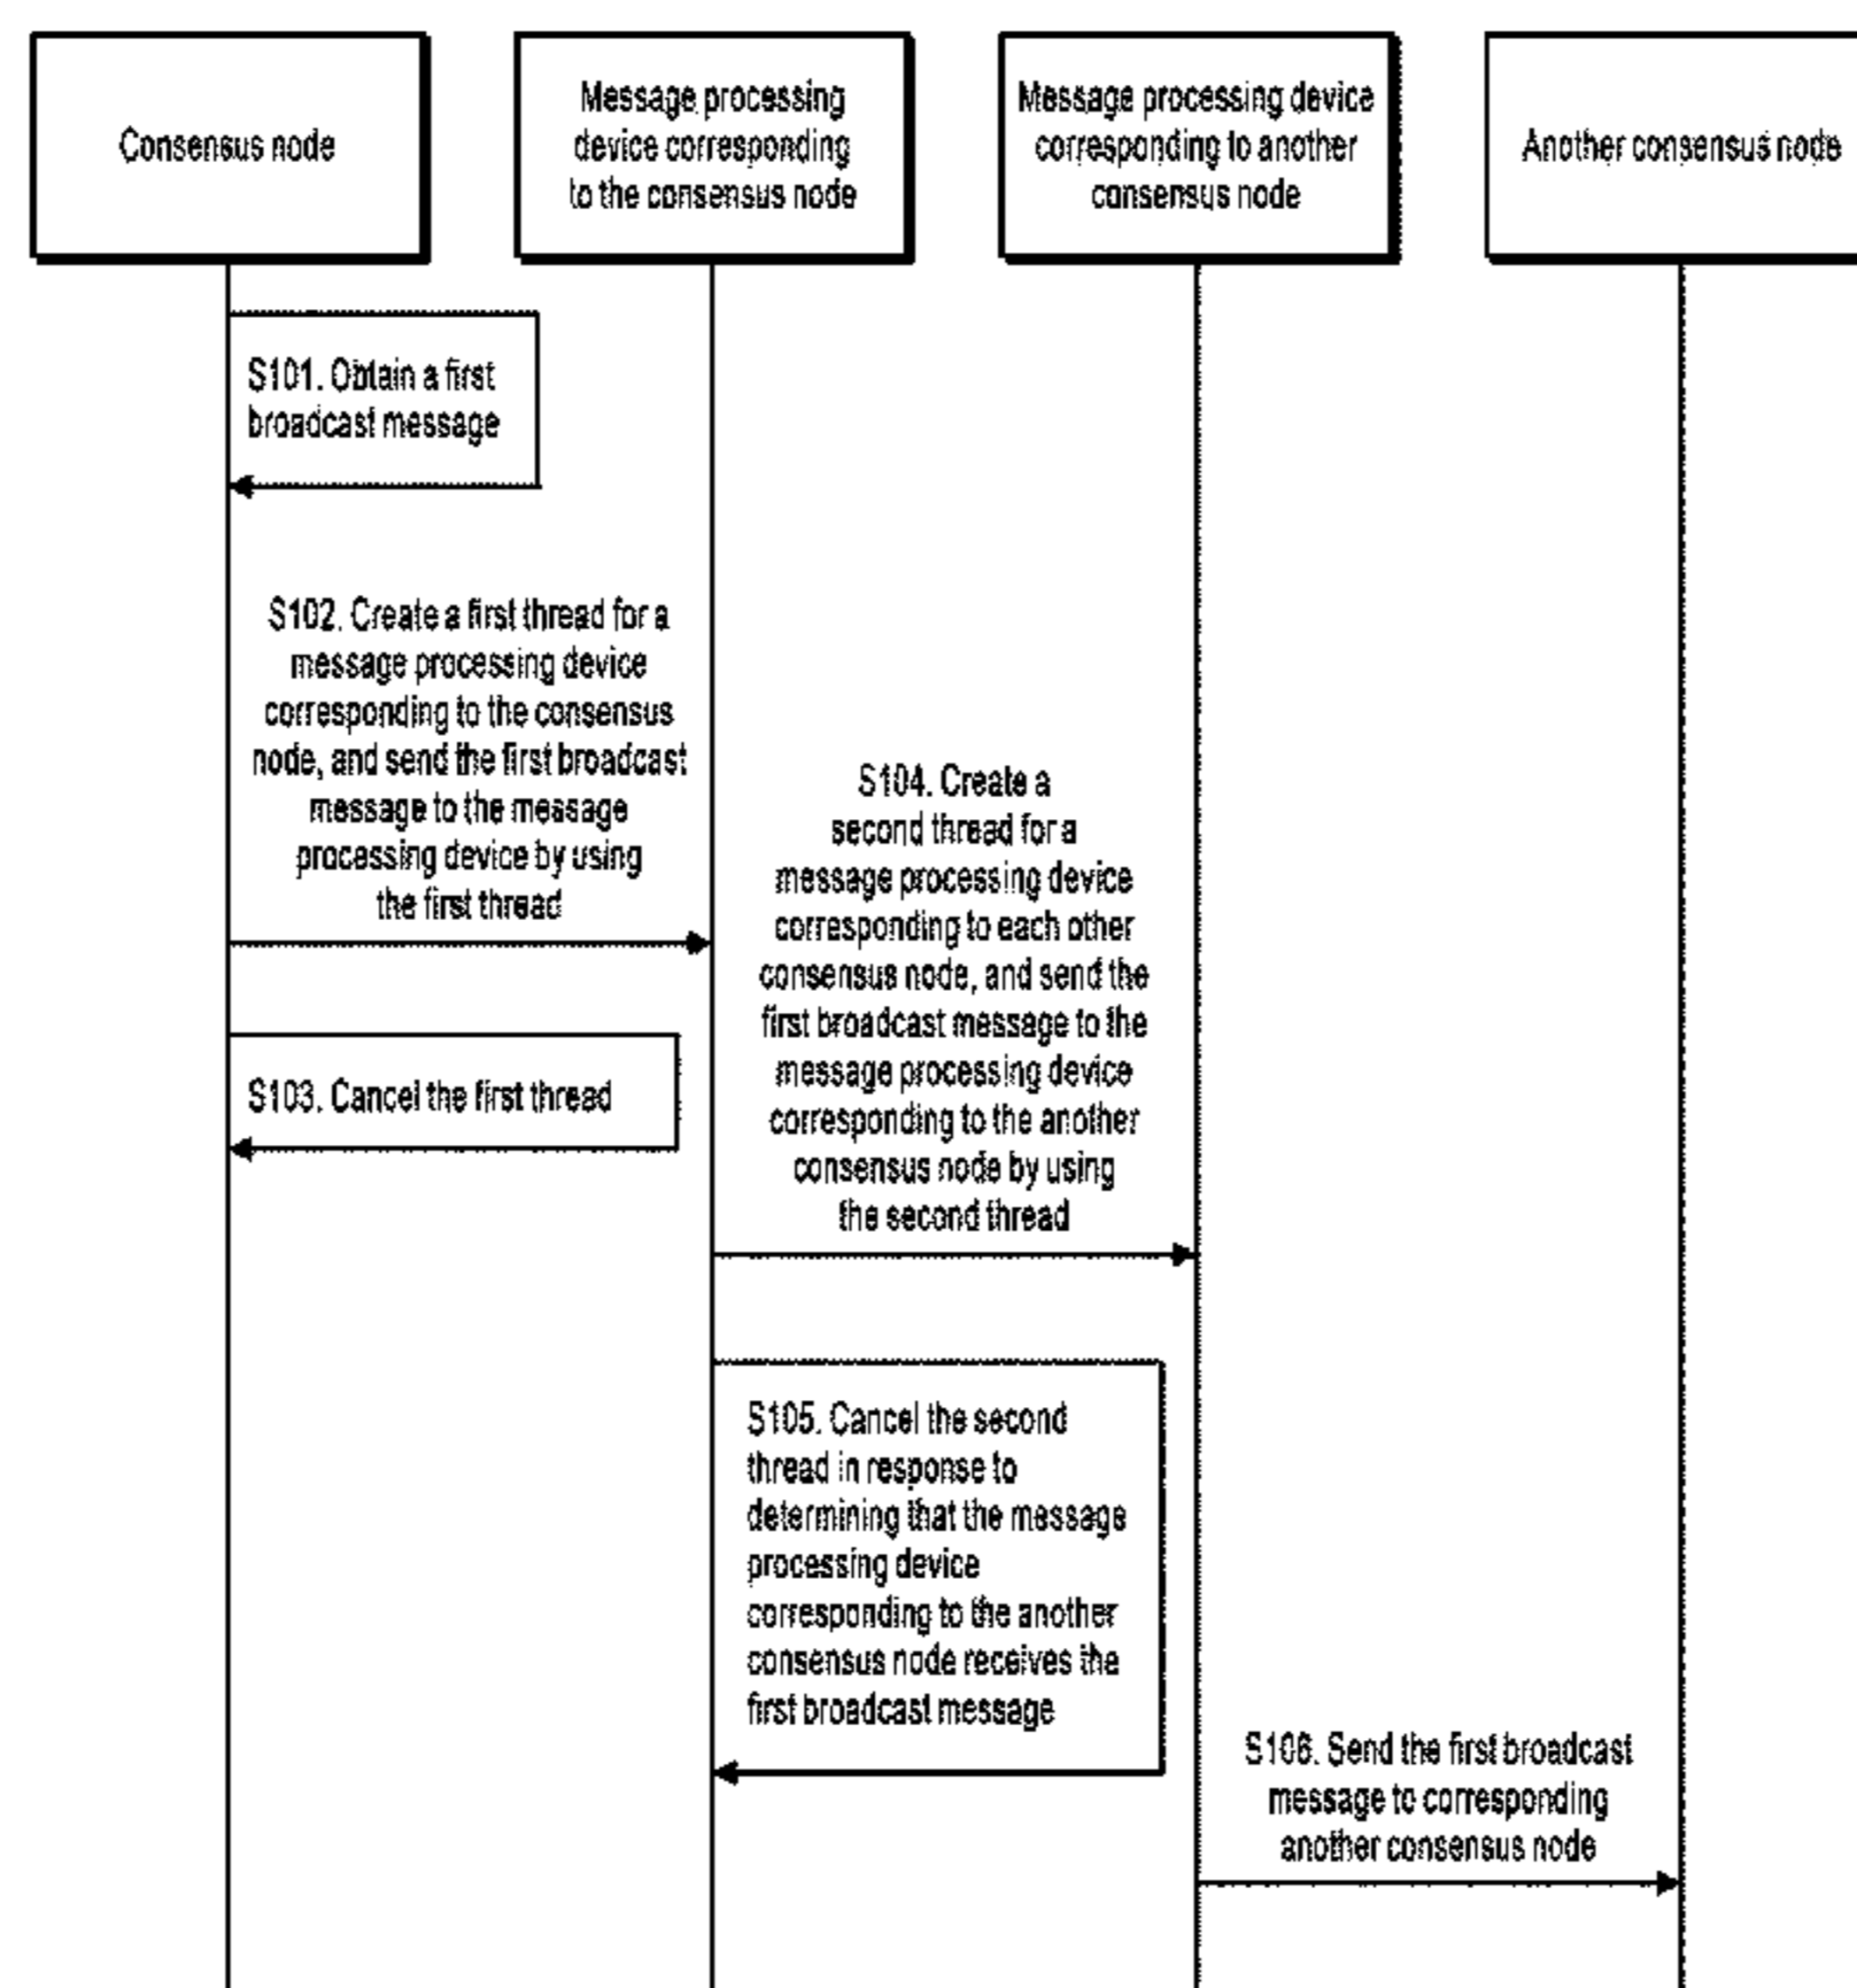 Consensus node
Message processing
device corresponding
to the consensus node
Message processing device
corresponding to another
consensus node
Another consensus node
S101. Obtain a first
broadcast message
S102. Create a first thread for a
message processing device
corresponding to the consensus
node, and send the first broadcast
message to the message
processing device by using
the first thread
S103. Cancel the first thread
S104. Create a
second thread for a
message processing device
corresponding to each other
consensus node, and send the
first broadcast message to the
message processing device
corresponding to the another
consensus node by using
the second thread
S105. Cancel the second
thread in response to
determining that the message
processing device
corresponding to the another
consensus node receives the
first broadcast message
S106. Send the first broadcast
message to corresponding
another consensus node